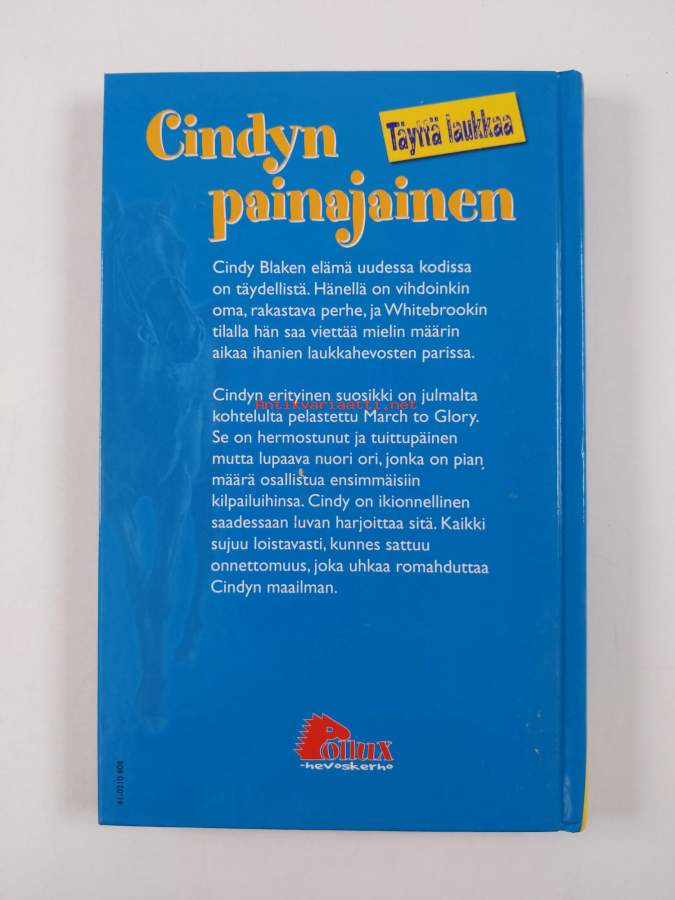 Cindyn
Täyttä laukkaa
painajainen
Cindy Blaken elämä uudessa kodissa
on täydellistä. Hänellä on vihdoinkin
oma, rakastava perhe, ja Whitebrookin
tilalla hän saa viettää mielin määrin
aikaa ihanien laukkahevosten parissa.
Cindyn erityinen suosikki on julmalta
Antikvariaatti.net
kohtelulta pelastettu March to Glory.
Se on hermostunut ja tuittupäinen
mutta lupaava nuori ori, jonka on pian
määrä osallistua ensimmäisiin
kilpailuihinsa. Cindy on ikionnellinen
saadessaan luvan harjoittaa sitä. Kaikki
sujuu loistavasti, kunnes sattuu
onnettomuus, joka uhkaa romahduttaa
Cindyn maailman.
Pollux
-hevoskerho
41-0210-606